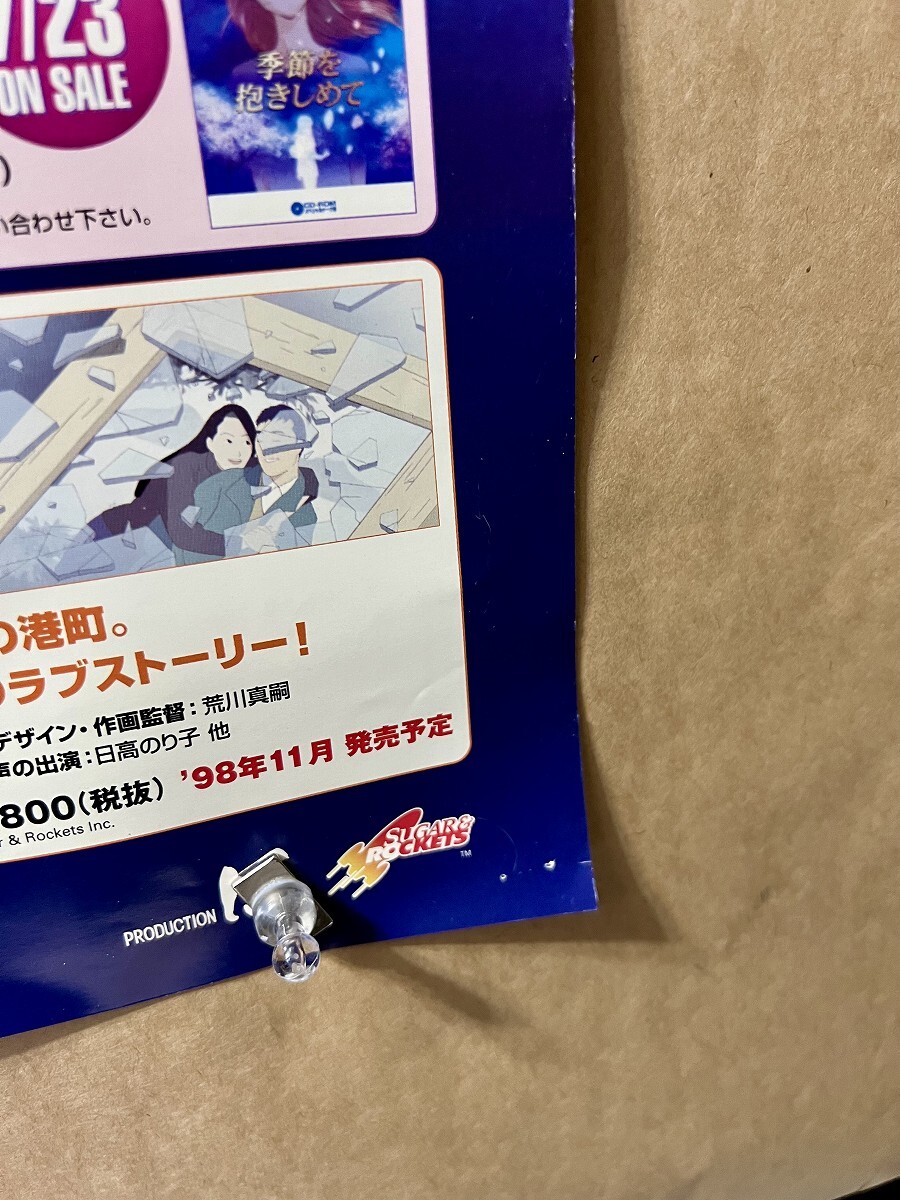 7/23
ON SALE
季節を
抱きしめて
)
い合わせ下さい。
CD-ROM
の港町。
のラブストーリー!
デザイン・作画監督:荒川真嗣
声の出演:日高のり子 他
800(税抜) '98年11月 発売予定
r & Rockets Inc.
SUGAR &
ROCKETS
TM
PRODUCTION